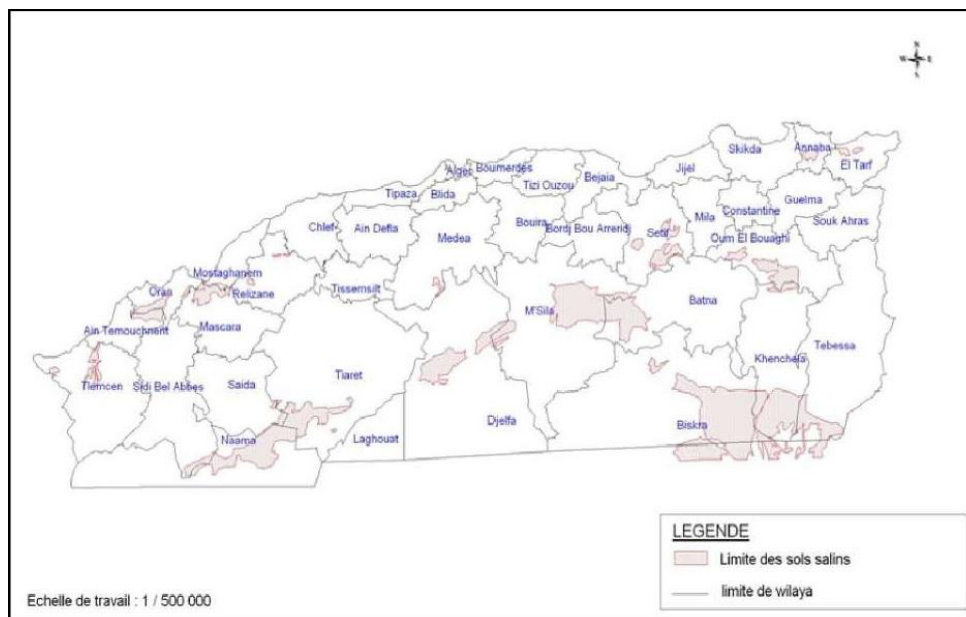 N
W E
S
Skikda
Annaba
El Tarf
Jijel
Bejaia
Boumerdes
Alger
Tizi Ouzou
Tipaza
Blida
Guelma
Constantine
Mila
Souk Ahras
Chlef
Ain Defla
Medea
Bouira
Bordj Bou Arreridj
Setif
Oum El Bouaghi
Mostaghanem
Oran
Relizane
Tissemsilt
M'Sila
Batna
Ain Temouchnent
Mascara
Tebessa
Khenchela
Tlemcen
Sidi Bel Abbes
Saida
Tiaret
Djelfa
Biskra
Naama
Laghouat
LEGENDE
Limite des sols salins
limite de wilaya
Echelle de travail : 1 / 500 000